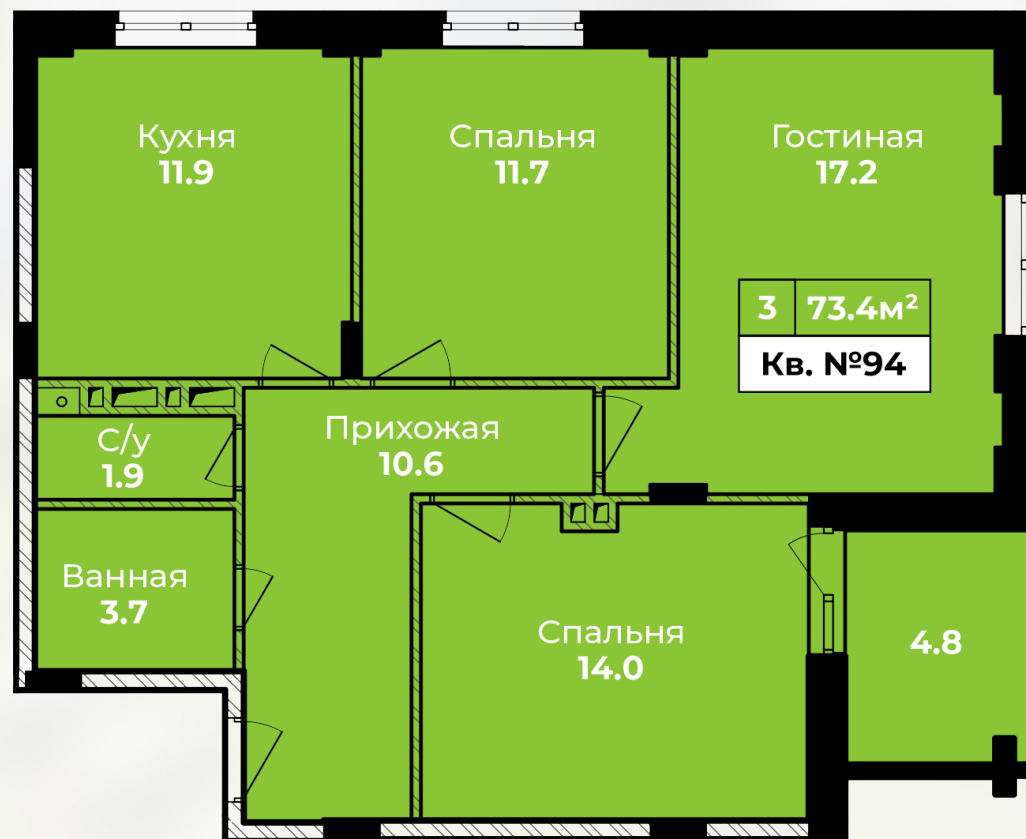 Кухня
11.9
Спальня
11.7
Гостиная
17.2
3 73.4м²
Кв. №94
С/у
1.9
Прихожая
10.6
Ванная
3.7
Спальня
14.0
4.8